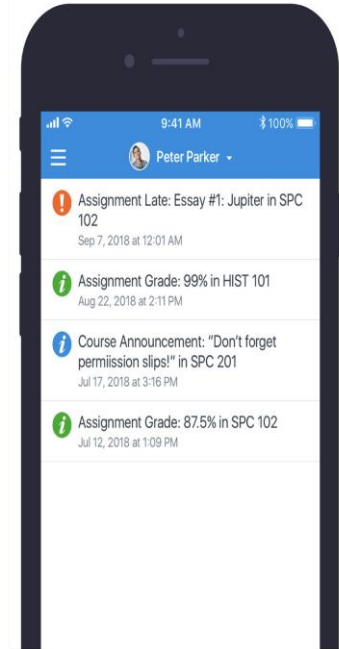 9:41 AM
100%
Peter Parker
Assignment Late: Essay #1: Jupiter in SPC
102
Sep 7, 2018 at 12:01 AM
Assignment Grade: 99% in HIST 101
Aug 22, 2018 at 2:11 PM
Course Announcement: “Don’t forget
permiission slips!” in SPC 201
Jul 17, 2018 at 3:16 PM
Assignment Grade: 87.5% in SPC 102
Jul 12, 2018 at 1:09 PM